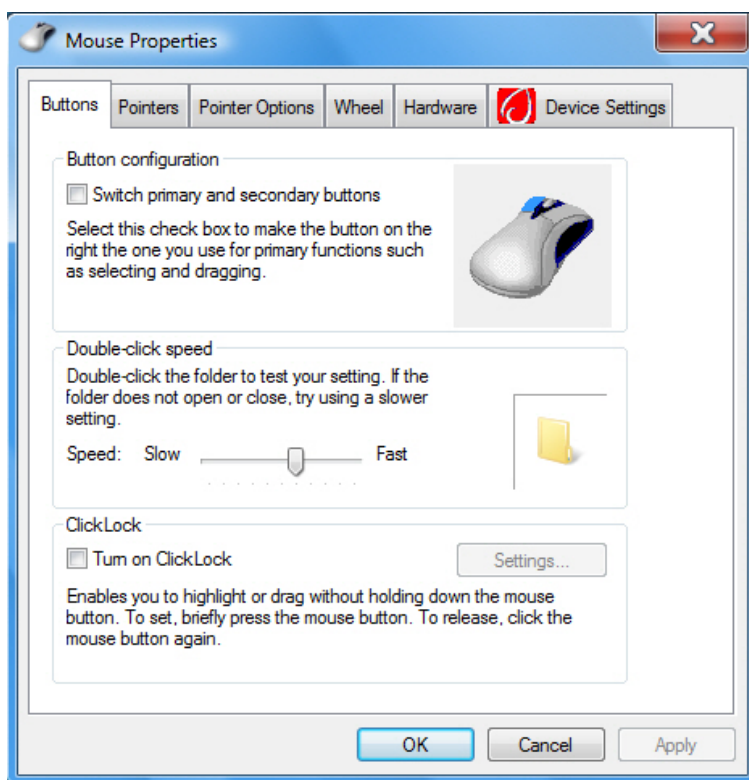 Mouse Properties
Buttons Pointers Pointer Options Wheel Hardware Device Settings
Button configuration
Switch primary and secondary buttons
Select this check box to make the button on the
right the one you use for primary functions such
as selecting and dragging.
Double-click speed
Double-click the folder to test your setting. If the
folder does not open or close, try using a slower
setting.
Speed: Slow Fast
ClickLock
Turn on ClickLock Settings...
Enables you to highlight or drag without holding down the mouse
button. To set, briefly press the mouse button. To release, click the
mouse button again.
OK Cancel Apply